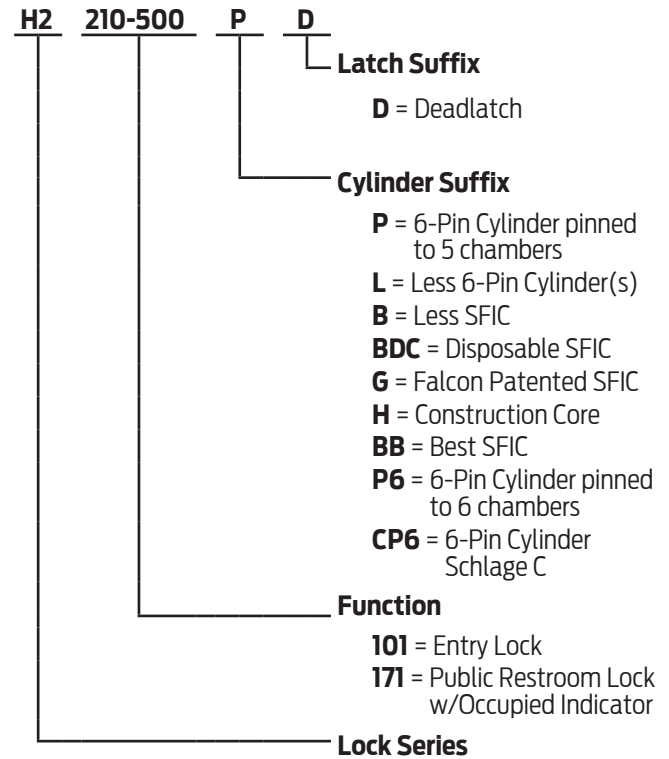 H2 210-500 P D
Latch Suffix
D = Deadlatch
Cylinder Suffix
P = 6-Pin Cylinder pinned
to 5 chambers
L = Less 6-Pin Cylinder(s)
B = Less SFIC
BDC = Disposable SFIC
G = Falcon Patented SFIC
H = Construction Core
BB = Best SFIC
P6 = 6-Pin Cylinder pinned
to 6 chambers
CP6 = 6-Pin Cylinder
Schlage C
Function
101 = Entry Lock
171 = Public Restroom Lock
w/Occupied Indicator
Lock Series